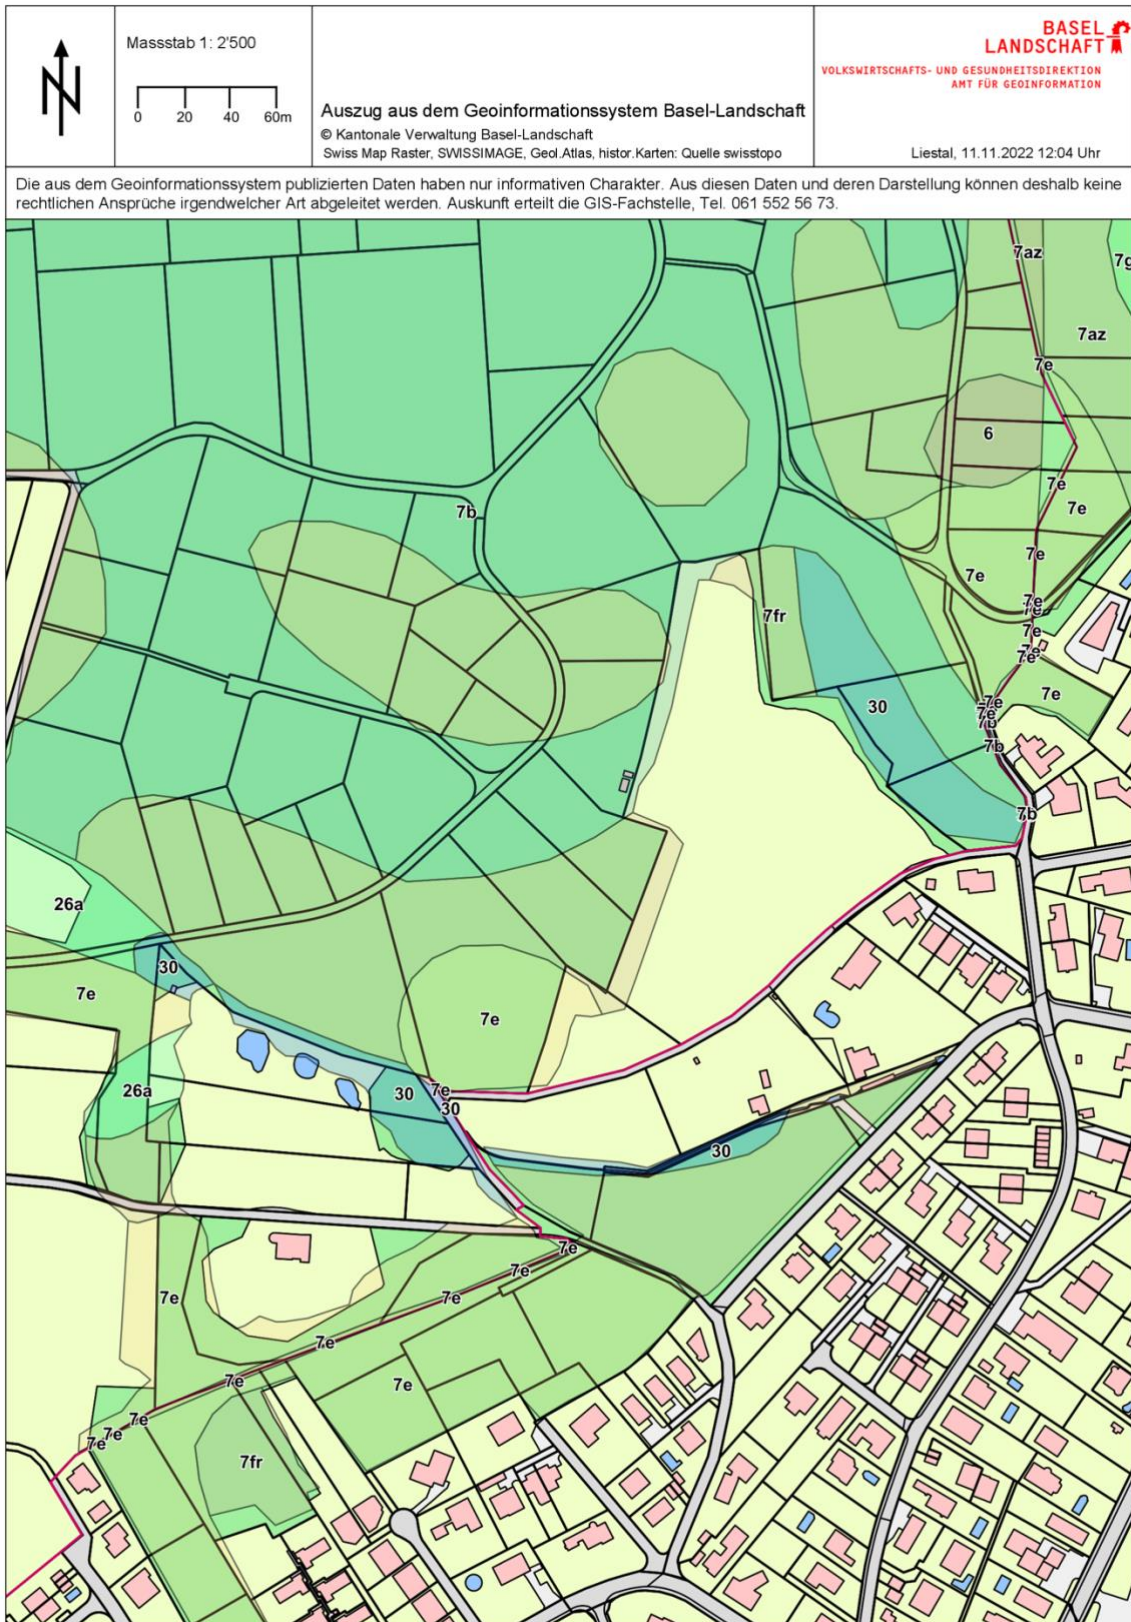 Massstab 1: 2'500
0 20 40 60m
Auszug aus dem Geoinformationssystem Basel-Landschaft
© Kantonale Verwaltung Basel-Landschaft
Swiss Map Raster, SWISSIMAGE, Geol.Atlas, histor.Karten: Quelle swisstopo
BASEL
LANDSCHAFT
VOLKSWIRTSCHAFTS- UND GESUNDHEITSDIREKTION
AMT FÜR GEOINFORMATION
Liestal, 11.11.2022 12:04 Uhr
Die aus dem Geoinformationssystem publizierten Daten haben nur informativen Charakter. Aus diesen Daten und deren Darstellung können deshalb keine
rechtlichen Ansprüche irgendwelcher Art abgeleitet werden. Auskunft erteilt die GIS-Fachstelle, Tel. 061 552 56 73.
7az
7g
7az
7e
6
7e
7e
7b
7e
7e
7e
7e
7fr
7e
7e
7e
30
7e
7e
7b
7b
7b
26a
30
7e
7e
7e
26a
30
30
30
7e
7e
7e
7e
7e
7e
7e
7e
7e
7e
7fr